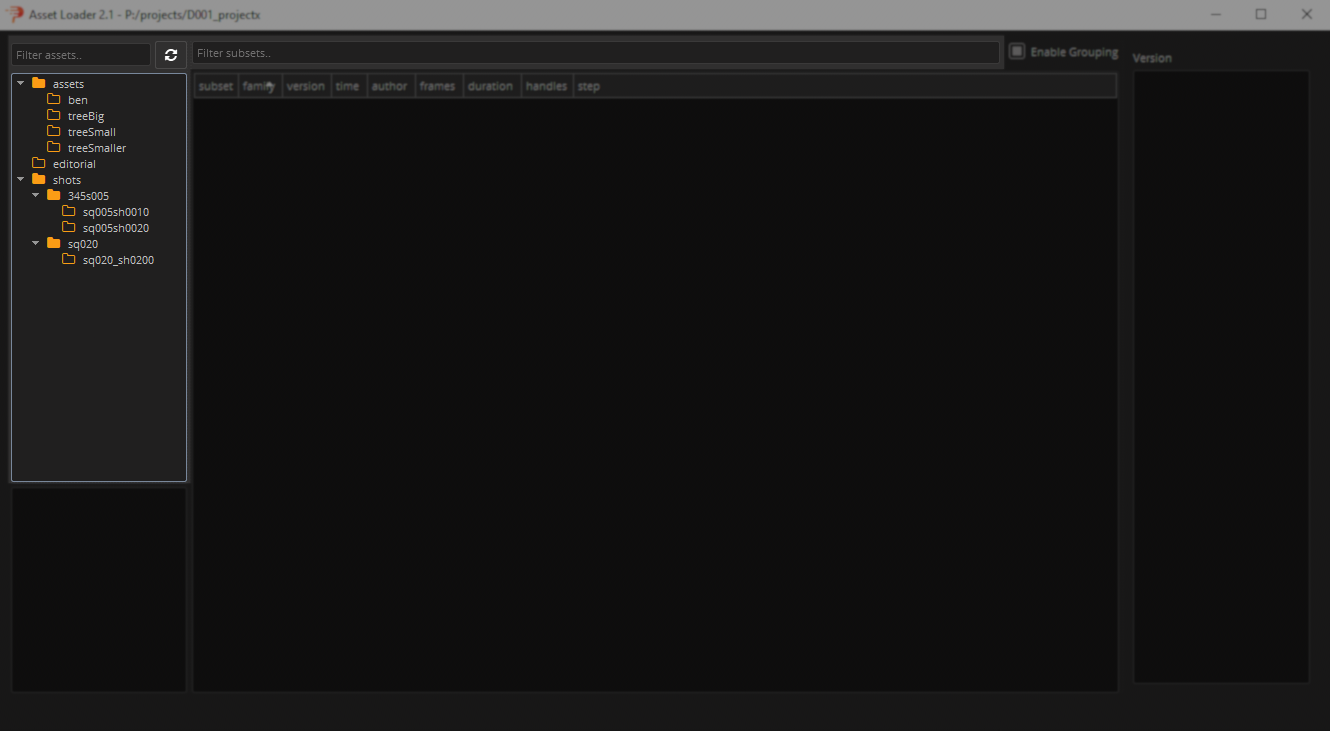 Asset Loader 2.1 - P:/projects/D001_projectx
Filter assets..
Filter subsets..
Enable Grouping
Version
subset family version time author frames duration handles step
assets
ben
treeBig
treeSmall
treeSmaller
editorial
shots
345s005
sq005sh0010
sq005sh0020
sq020
sq020_sh0200